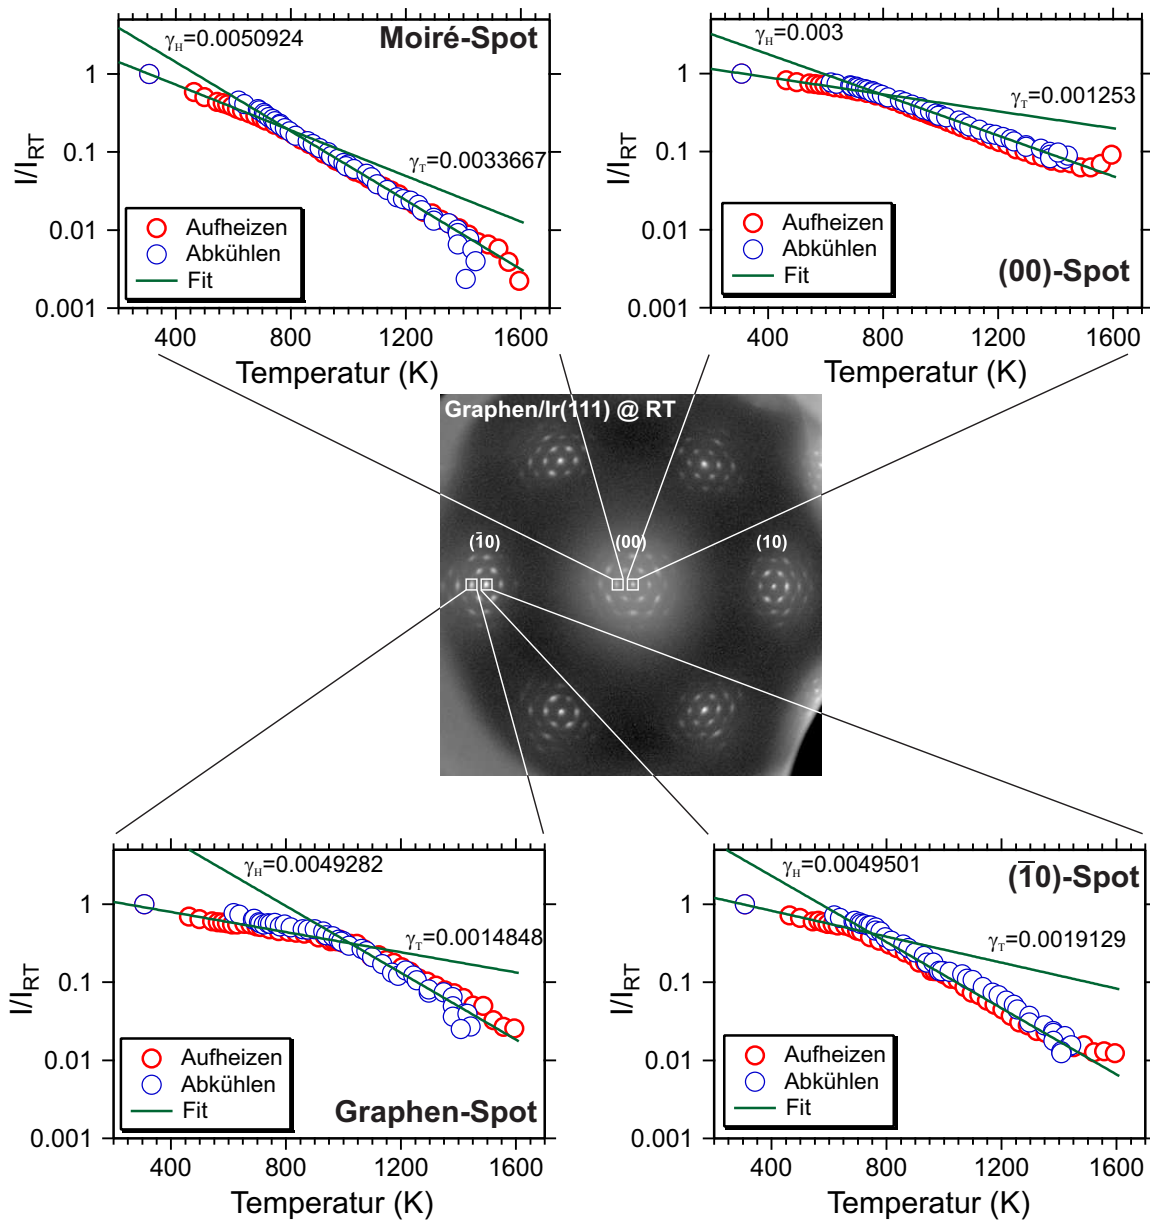 Moiré-Spot
γH=0.0050924
γT=0.0033667
I/IRT
1
0.1
0.01
0.001
Aufheizen
Abkühlen
Fit
400 800 1200 1600
Temperatur (K)
γH=0.003
γT=0.001253
I/IRT
1
0.1
0.01
0.001
Aufheizen
Abkühlen
Fit
(00)-Spot
400 800 1200 1600
Temperatur (K)
Graphen/Ir(111) @ RT
(1̅0) (00) (10)
γH=0.0049282
γT=0.0014848
I/IRT
1
0.1
0.01
0.001
Aufheizen
Abkühlen
Fit
Graphen-Spot
400 800 1200 1600
Temperatur (K)
γH=0.0049501
(1̅0)-Spot
γT=0.0019129
I/IRT
1
0.1
0.01
0.001
Aufheizen
Abkühlen
Fit
400 800 1200 1600
Temperatur (K)